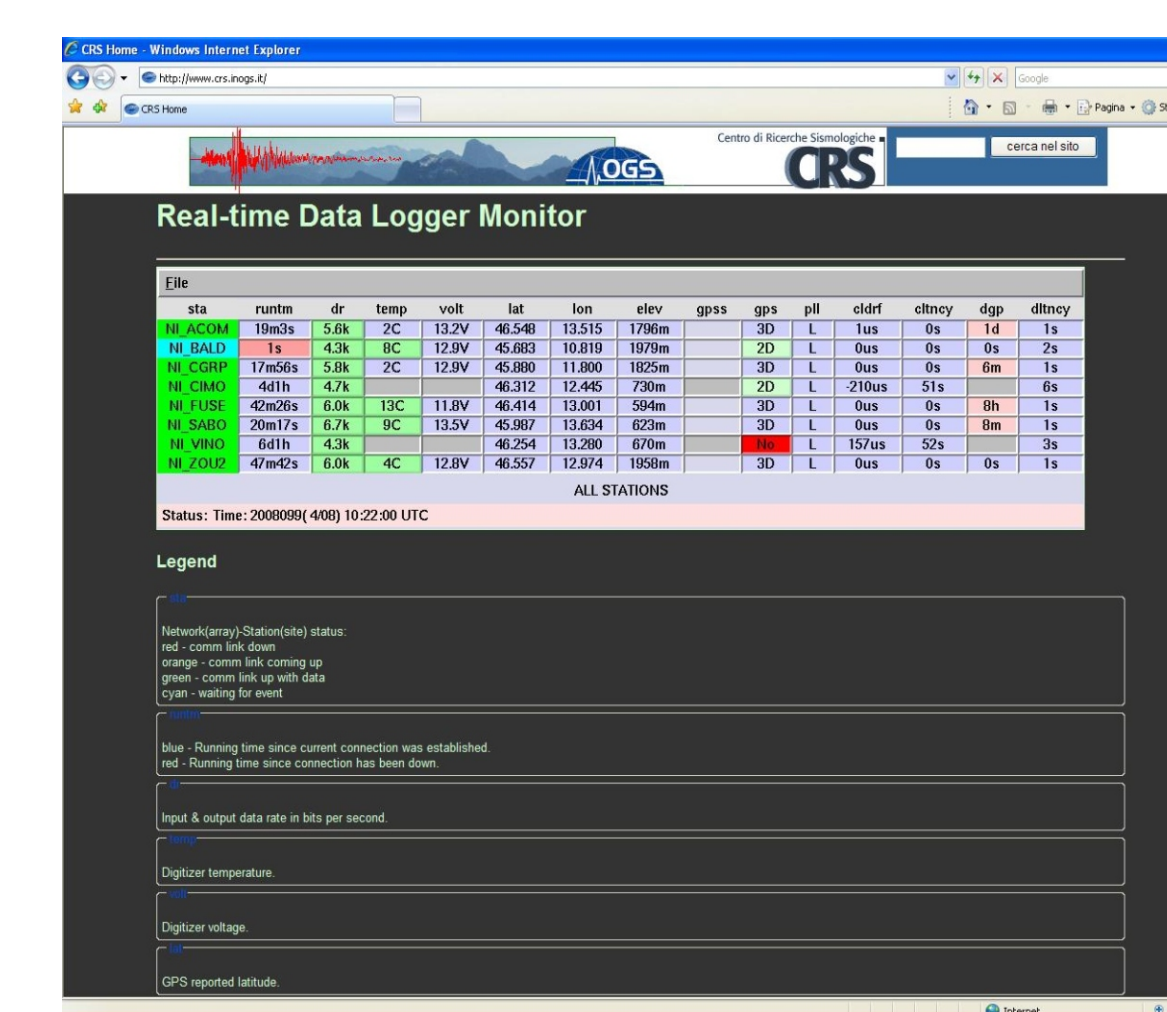 CRS Home - Windows Internet Explorer
http://www.crs.inogs.it/
Google
CRS Home
Pagina
OGS
Centro di Ricerche Sismologiche
CRS
cerca nel sito
Real-time Data Logger Monitor
File
sta runtm dr temp volt lat lon elev gpss gps pll cldrf cltncy dgp dltncy
NI_ACOM 19m3s 5.6k 2C 13.2V 46.548 13.515 1796m 3D L 1us 0s 1d 1s
NI_BALD 1s 4.3k 8C 12.9V 45.683 10.819 1979m 2D L 0us 0s 0s 2s
NI_CGRP 17m56s 5.8k 2C 12.9V 45.880 11.800 1825m 3D L 0us 0s 6m 1s
NI_CIMO 4d1h 4.7k 46.312 12.445 730m 2D L -210us 51s 6s
NI_FUSE 42m26s 6.0k 13C 11.8V 46.414 13.001 594m 3D L 0us 0s 8h 1s
NI_SABO 20m17s 6.7k 9C 13.5V 45.987 13.634 623m 3D L 0us 0s 8m 1s
NI_VINO 6d1h 4.3k 46.254 13.280 670m No L 157us 52s 3s
NI_ZOU2 47m42s 6.0k 4C 12.8V 46.557 12.974 1958m 3D L 0us 0s 0s 1s
ALL STATIONS
Status: Time: 2008099( 4/08) 10:22:00 UTC
Legend
sta
Network(array)-Station(site) status:
red - comm link down
orange - comm link coming up
green - comm link up with data
cyan - waiting for event
runtm
blue - Running time since current connection was established.
red - Running time since connection has been down.
dr
Input & output data rate in bits per second.
temp
Digitizer temperature.
volt
Digitizer voltage.
lat
GPS reported latitude.